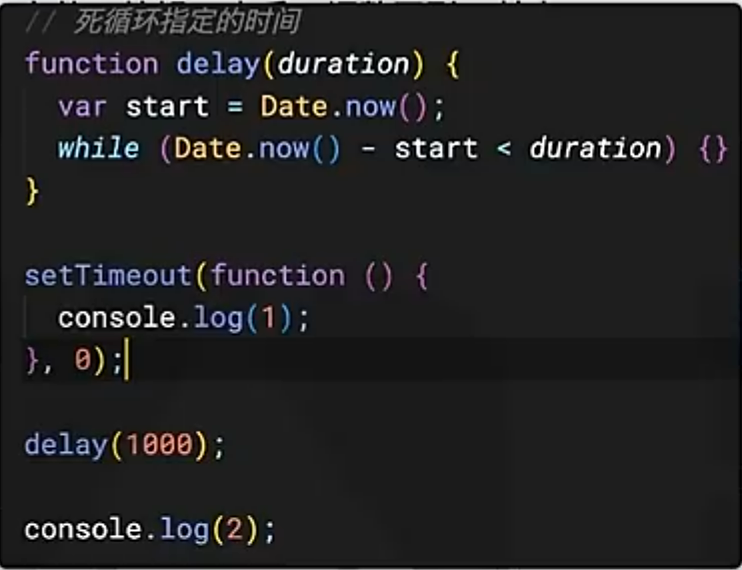 // 死循环指定的时间
function delay(duration) {
  var start = Date.now();
  while (Date.now() - start < duration) {}
}
setTimeout(function () {
  console.log(1);
}, 0);
delay(1000);
console.log(2);